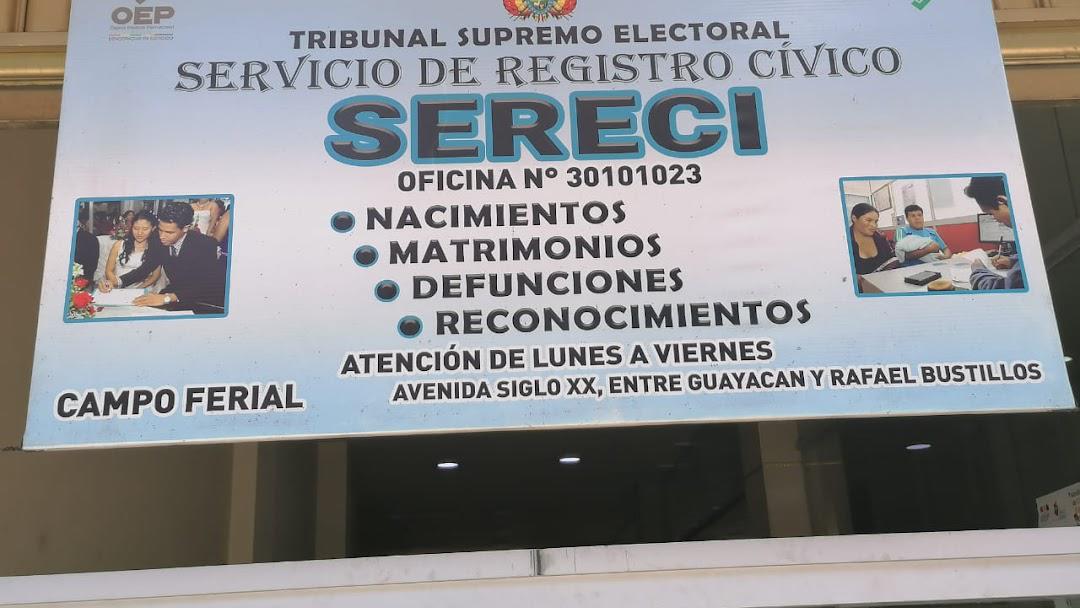 OEP
TRIBUNAL SUPREMO ELECTORAL
SERVICIO DE REGISTRO CÍVICO
SERECI
OFICINA N° 30101023
NACIMIENTOS
MATRIMONIOS
DEFUNCIONES
RECONOCIMIENTOS
ATENCIÓN DE LUNES A VIERNES
AVENIDA SIGLO XX, ENTRE GUAYACAN Y RAFAEL BUSTILLOS
CAMPO FERIAL